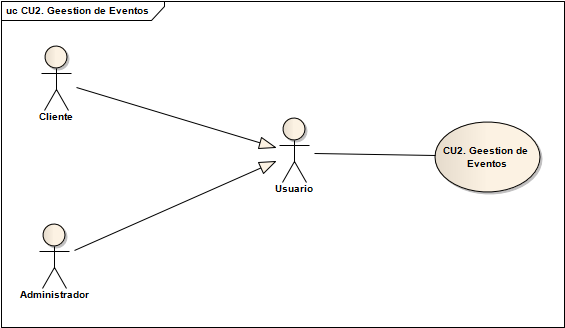 uc CU2. Geestion de Eventos
Cliente
Usuario
CU2. Geestion de
Eventos
Administrador